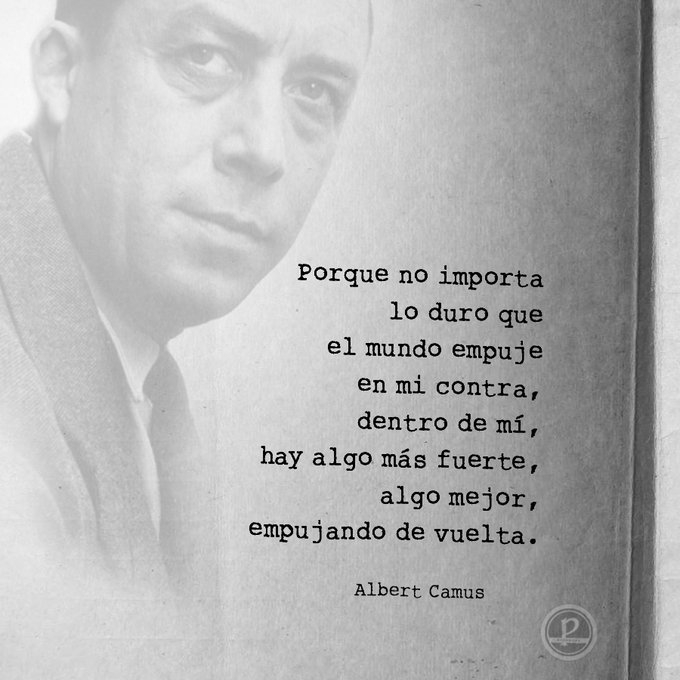 Porque no importa
lo duro que
el mundo empuje
en mi contra,
dentro de mí,
hay algo más fuerte,
algo mejor,
empujando de vuelta.
Albert Camus
P